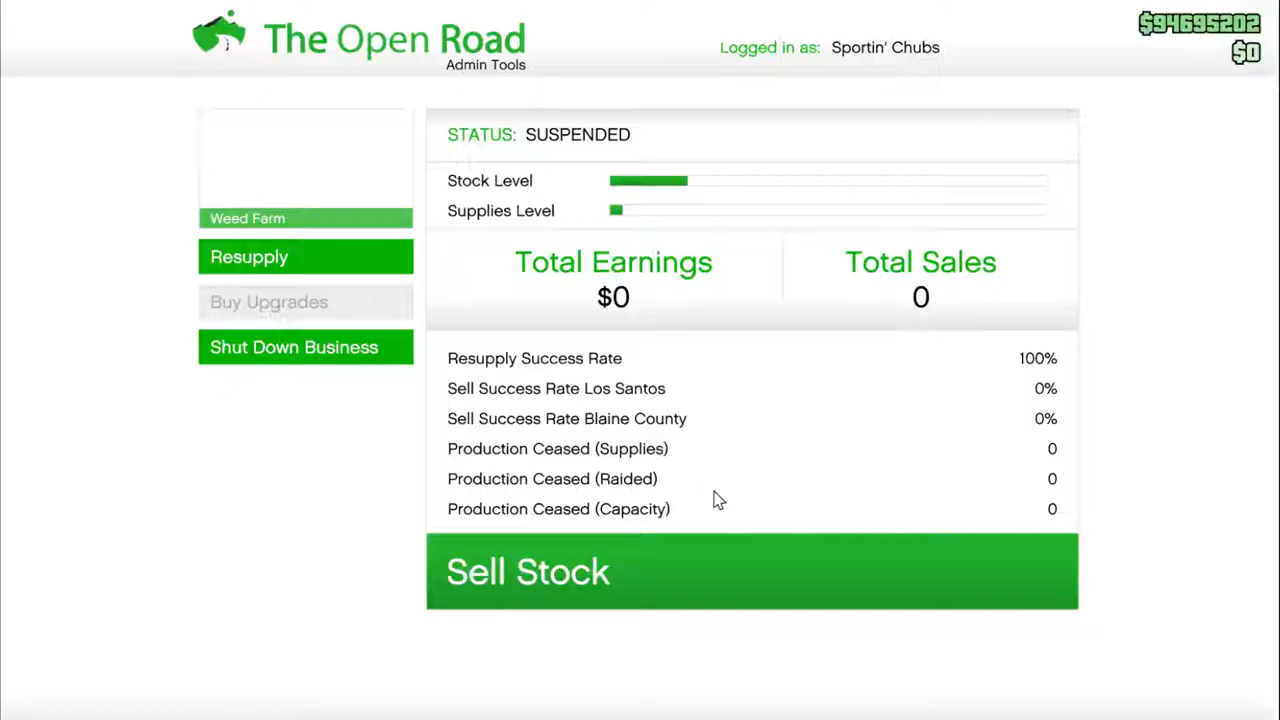 The Open Road
Admin Tools
Logged in as: Sportin' Chubs
$94695202
$0
Weed Farm
Resupply
Buy Upgrades
Shut Down Business
STATUS: SUSPENDED
Stock Level
Supplies Level
Total Earnings
$0
Total Sales
0
Resupply Success Rate 100%
Sell Success Rate Los Santos 0%
Sell Success Rate Blaine County 0%
Production Ceased (Supplies) 0
Production Ceased (Raided) 0
Production Ceased (Capacity) 0
Sell Stock